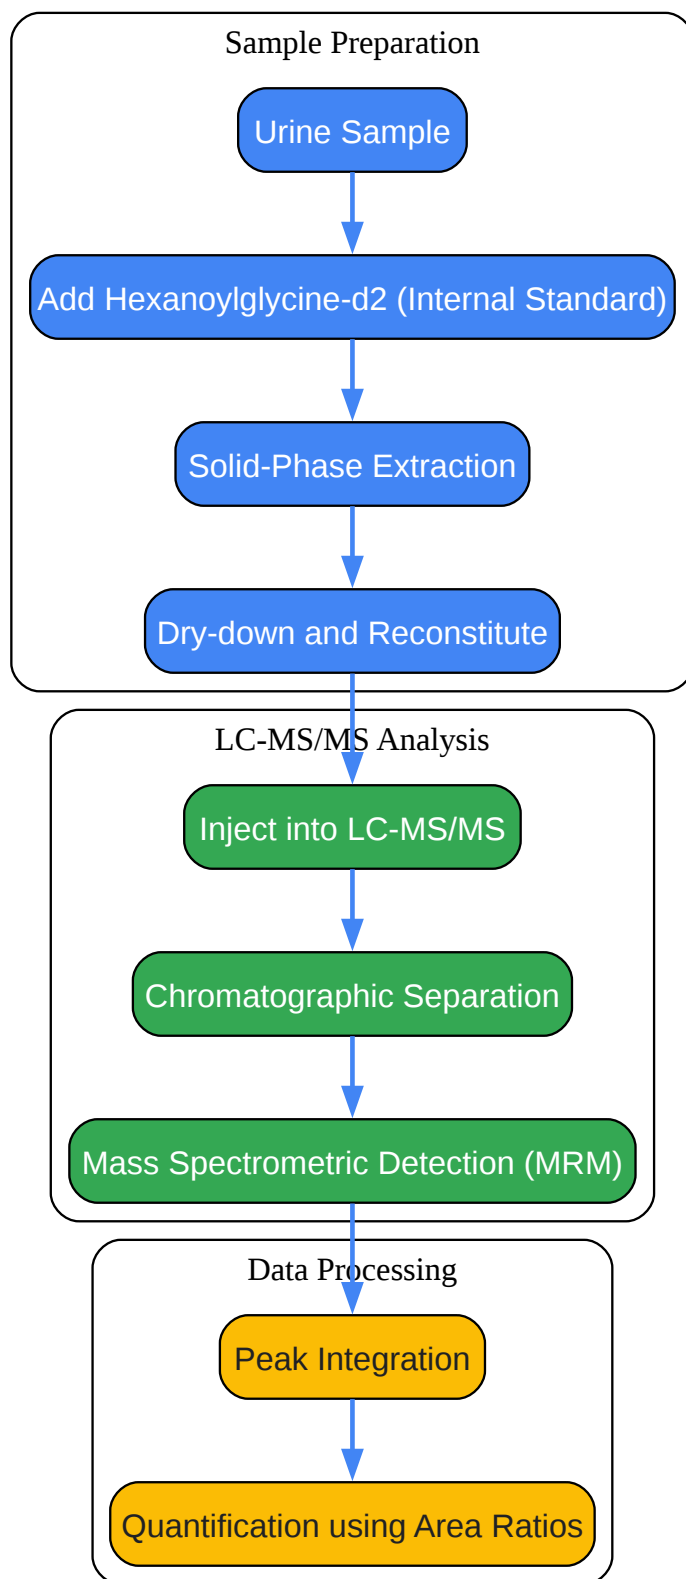 Sample Preparation
Urine Sample
Add Hexanoylglycine-d2 (Internal Standard)
Solid-Phase Extraction
Dry-down and Reconstitute
LC-MS/MS Analysis
Inject into LC-MS/MS
Chromatographic Separation
Mass Spectrometric Detection (MRM)
Data Processing
Peak Integration
Quantification using Area Ratios